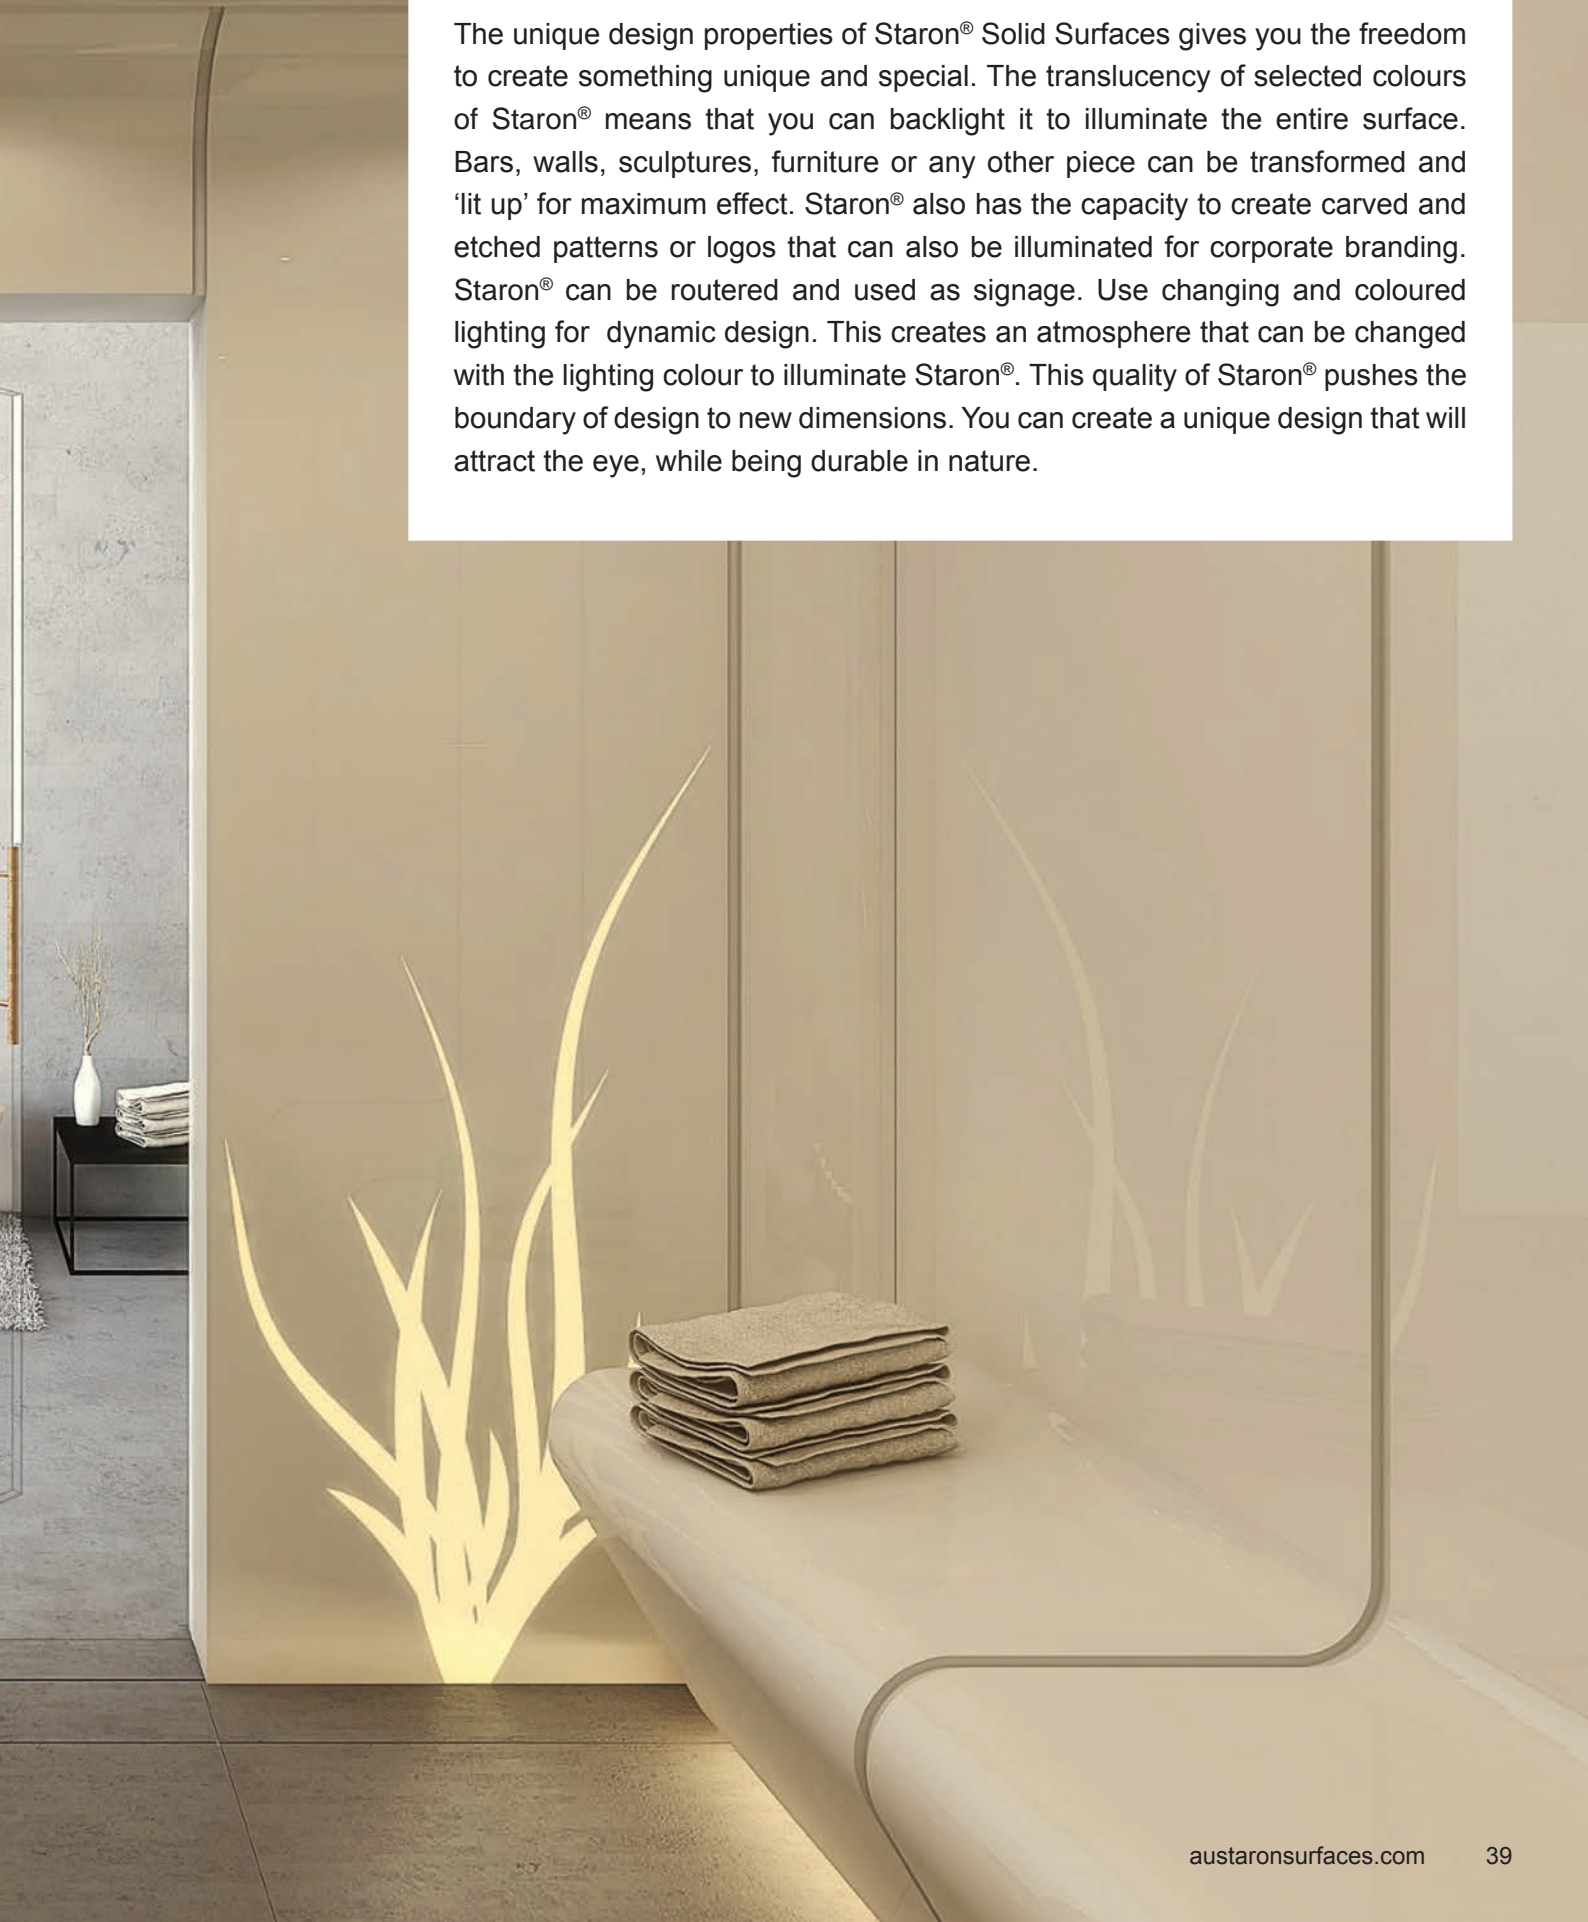 The unique design properties of Staron® Solid Surfaces gives you the freedom
to create something unique and special. The translucency of selected colours
of Staron® means that you can backlight it to illuminate the entire surface.
Bars, walls, sculptures, furniture or any other piece can be transformed and
‘lit up’ for maximum effect. Staron® also has the capacity to create carved and
etched patterns or logos that can also be illuminated for corporate branding.
Staron® can be routered and used as signage. Use changing and coloured
lighting for  dynamic design. This creates an atmosphere that can be changed
with the lighting colour to illuminate Staron®. This quality of Staron® pushes the
boundary of design to new dimensions. You can create a unique design that will
attract the eye, while being durable in nature.
austaronsurfaces.com 39